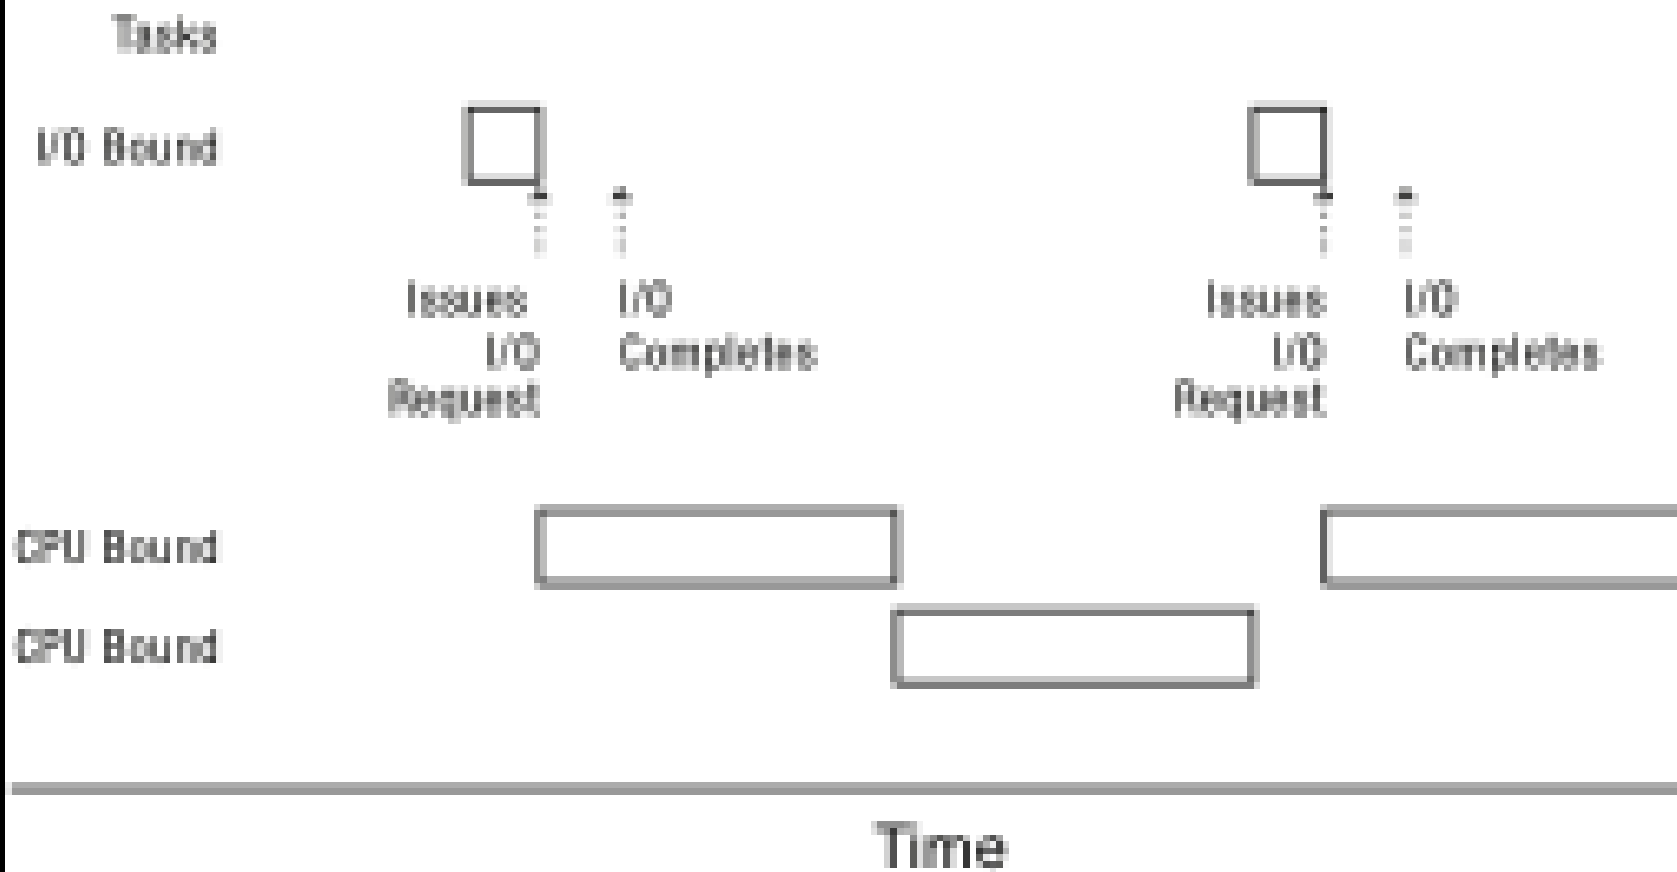 Tasks
I/O Bound
Issues
I/O
Request
I/O
Completes
Issues
I/O
Request
I/O
Completes
CPU Bound
CPU Bound
Time